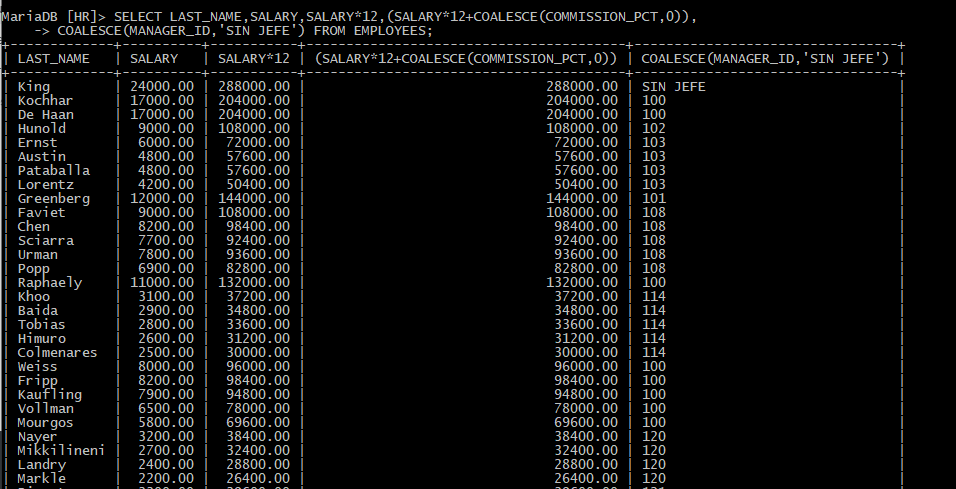 MariaDB [HR]> SELECT LAST_NAME,SALARY,SALARY*12,(SALARY*12+COALESCE(COMMISSION_PCT,0)),
-> COALESCE(MANAGER_ID,'SIN JEFE') FROM EMPLOYEES;
+------------+----------+-----------+----------------------------------------+---------------------------------+
| LAST_NAME | SALARY | SALARY*12 | (SALARY*12+COALESCE(COMMISSION_PCT,0)) | COALESCE(MANAGER_ID,'SIN JEFE') |
+------------+----------+-----------+----------------------------------------+---------------------------------+
| King | 24000.00 | 288000.00 | 288000.00 | SIN JEFE |
| Kochhar | 17000.00 | 204000.00 | 204000.00 | 100 |
| De Haan | 17000.00 | 204000.00 | 204000.00 | 100 |
| Hunold | 9000.00 | 108000.00 | 108000.00 | 102 |
| Ernst | 6000.00 | 72000.00 | 72000.00 | 103 |
| Austin | 4800.00 | 57600.00 | 57600.00 | 103 |
| Pataballa | 4800.00 | 57600.00 | 57600.00 | 103 |
| Lorentz | 4200.00 | 50400.00 | 50400.00 | 103 |
| Greenberg | 12000.00 | 144000.00 | 144000.00 | 101 |
| Faviet | 9000.00 | 108000.00 | 108000.00 | 108 |
| Chen | 8200.00 | 98400.00 | 98400.00 | 108 |
| Sciarra | 7700.00 | 92400.00 | 92400.00 | 108 |
| Urman | 7800.00 | 93600.00 | 93600.00 | 108 |
| Popp | 6900.00 | 82800.00 | 82800.00 | 108 |
| Raphaely | 11000.00 | 132000.00 | 132000.00 | 100 |
| Khoo | 3100.00 | 37200.00 | 37200.00 | 114 |
| Baida | 2900.00 | 34800.00 | 34800.00 | 114 |
| Tobias | 2800.00 | 33600.00 | 33600.00 | 114 |
| Himuro | 2600.00 | 31200.00 | 31200.00 | 114 |
| Colmenares | 2500.00 | 30000.00 | 30000.00 | 114 |
| Weiss | 8000.00 | 96000.00 | 96000.00 | 100 |
| Fripp | 8200.00 | 98400.00 | 98400.00 | 100 |
| Kaufling | 7900.00 | 94800.00 | 94800.00 | 100 |
| Vollman | 6500.00 | 78000.00 | 78000.00 | 100 |
| Mourgos | 5800.00 | 69600.00 | 69600.00 | 100 |
| Nayer | 3200.00 | 38400.00 | 38400.00 | 120 |
| Mikkilineni | 2700.00 | 32400.00 | 32400.00 | 120 |
| Landry | 2400.00 | 28800.00 | 28800.00 | 120 |
| Markle | 2200.00 | 26400.00 | 26400.00 | 120 |